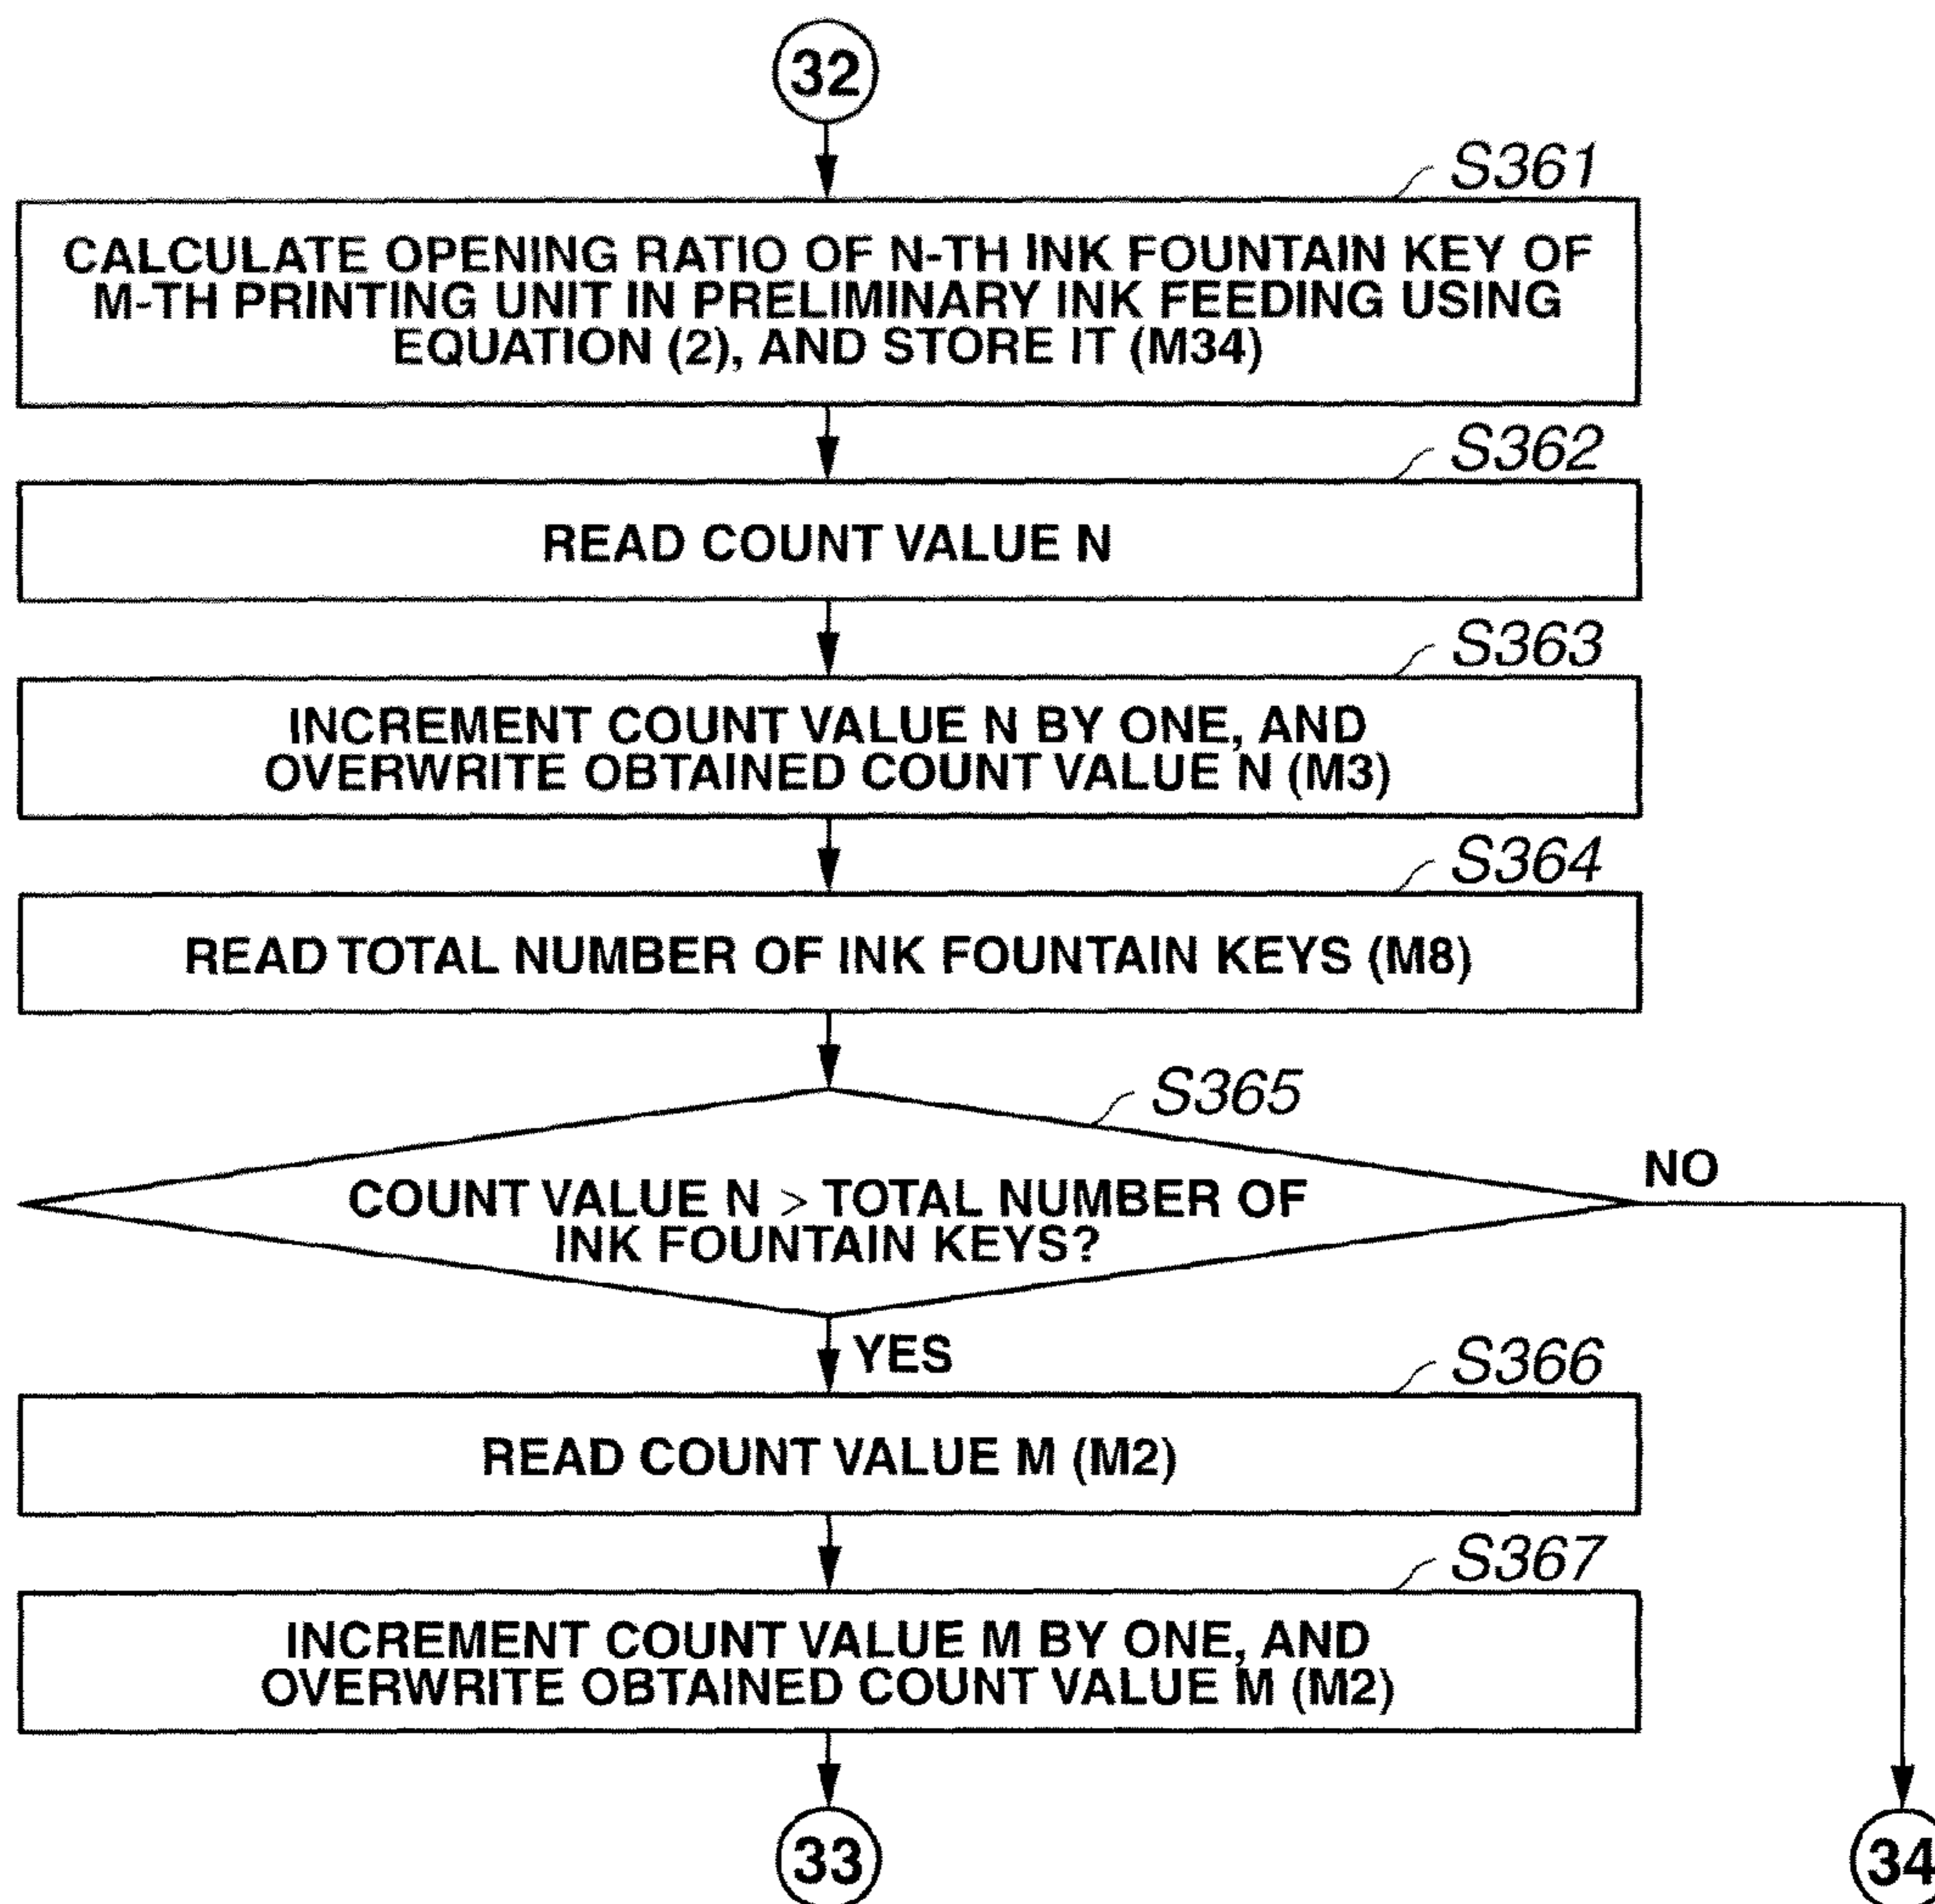 32
S361
CALCULATE OPENING RATIO OF N-TH INK FOUNTAIN KEY OF
M-TH PRINTING UNIT IN PRELIMINARY INK FEEDING USING
EQUATION (2), AND STORE IT (M34)
S362
READ COUNT VALUE N
S363
INCREMENT COUNT VALUE N BY ONE, AND
OVERWRITE OBTAINED COUNT VALUE N (M3)
S364
READ TOTAL NUMBER OF INK FOUNTAIN KEYS (M8)
S365
NO
COUNT VALUE N > TOTAL NUMBER OF
INK FOUNTAIN KEYS?
YES
S366
READ COUNT VALUE M (M2)
S367
INCREMENT COUNT VALUE M BY ONE, AND
OVERWRITE OBTAINED COUNT VALUE M (M2)
33
34